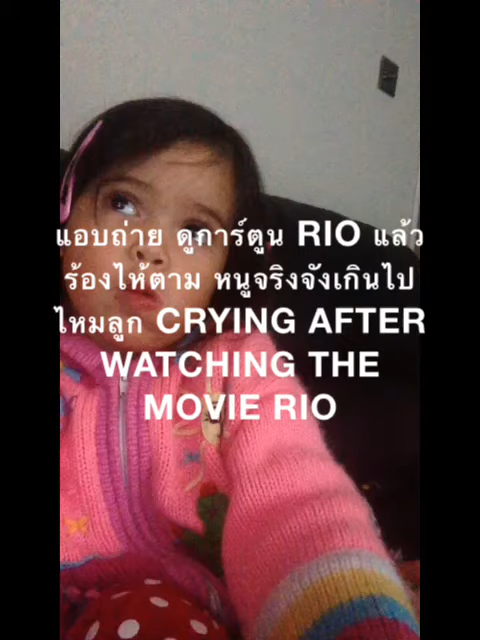 แอบถ่าย ดูการ์ตูน RIO แล้ว
ร้องไห้ตาม หนูจริงจังเกินไป
ไหมลูก CRYING AFTER
WATCHING THE
MOVIE RIO